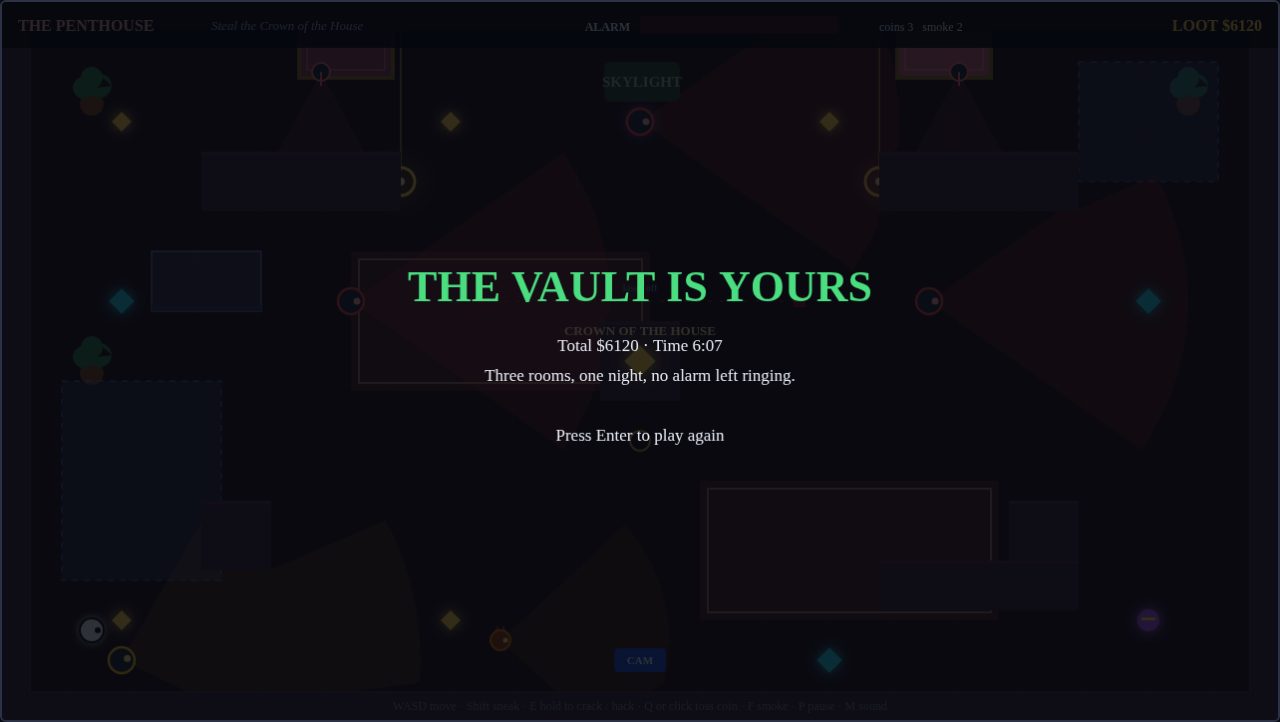 THE PENTHOUSE
Steal the Crown of the House
ALARM
coins 3 · smoke 2
LOOT $6120
SKYLIGHT
THE VAULT IS YOURS
CROWN OF THE HOUSE
Total $6120 · Time 6:07
Three rooms, one night, no alarm left ringing.
Press Enter to play again
CAM
WASD move · Shift sneak · E hold to crack / hack · Q or click toss coin · F smoke · P pause · M sound